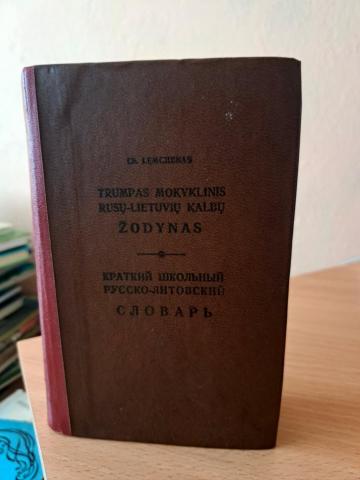 CH. LEMCHENAS
TRUMPAS MOKYKLINIS
RUSŲ-LIETUVIŲ KALBŲ
ŽODYNAS
КРАТКИЙ ШКОЛЬНЫЙ
РУССКО-ЛИТОВСКИЙ
СЛОВАРЬ